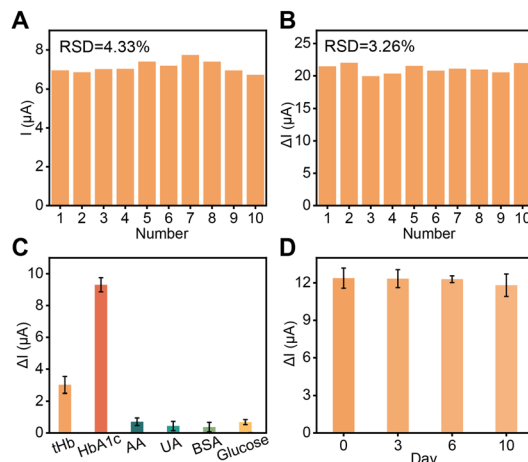 A
RSD=4.33%
I (μA)
8
6
4
2
0
1 2 3 4 5 6 7 8 9 10
Number
B
RSD=3.26%
ΔI (μA)
25
20
15
10
5
0
1 2 3 4 5 6 7 8 9 10
Number
C
ΔI (μA)
10
8
6
4
2
0
tHb HbA1c AA UA BSA Glucose
D
ΔI (μA)
12
9
6
3
0
0 3 6 10
Day